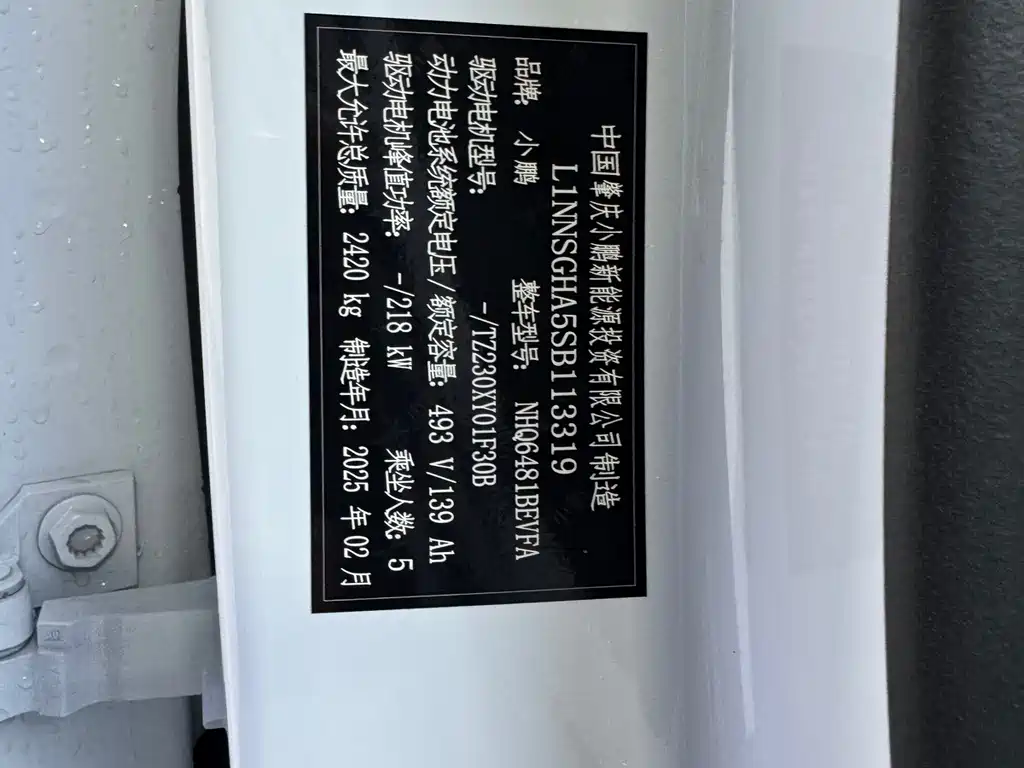 中国肇庆小鹏新能源投资有限公司制造
L1NNSGHA5SB113319
品牌: 小鹏 整车型号: NHQ6481BEVFA
驱动电机型号: -/TZ230XY01F30B
动力电池系统额定电压/额定容量: 493 V/139 Ah
驱动电机峰值功率: -/218 kW 乘坐人数: 5
最大允许总质量: 2420 kg 制造年月: 2025 年 02 月